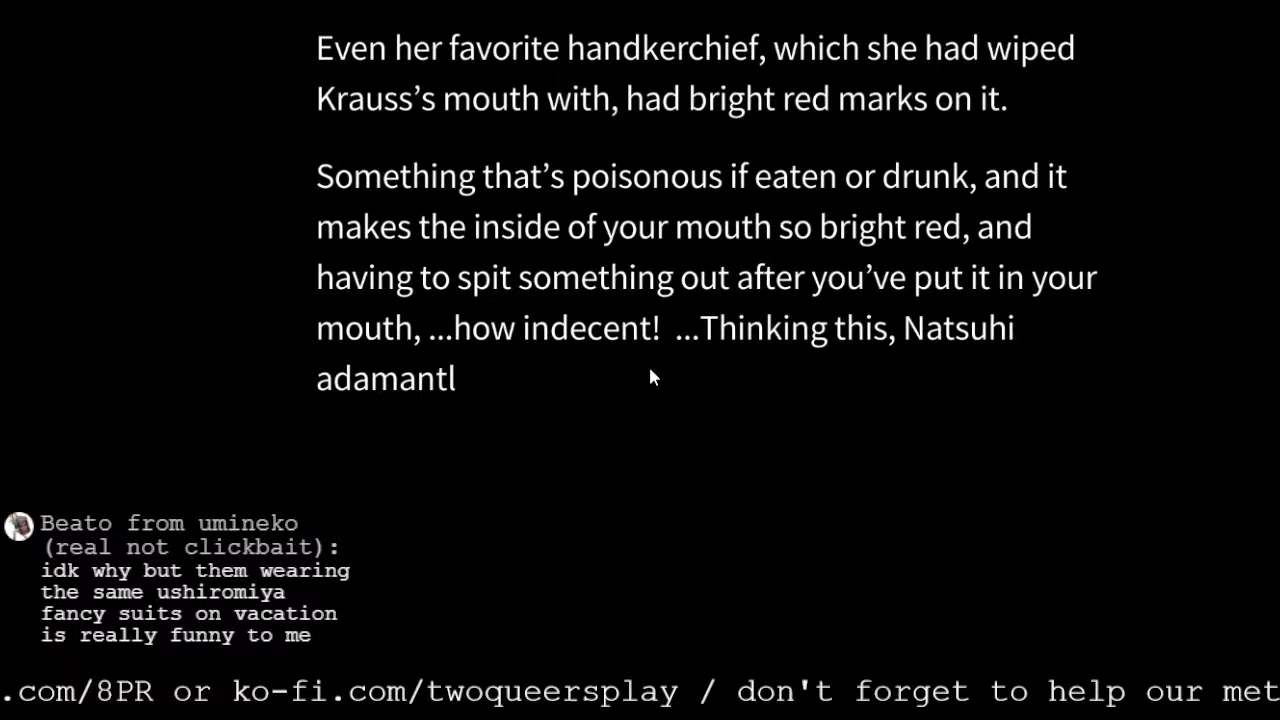 Even her favorite handkerchief, which she had wiped
Krauss’s mouth with, had bright red marks on it.
Something that’s poisonous if eaten or drunk, and it
makes the inside of your mouth so bright red, and
having to spit something out after you’ve put it in your
mouth, ...how indecent!  ...Thinking this, Natsuhi
adamantl
Beato from umineko
(real not clickbait):
idk why but them wearing
the same ushiromiya
fancy suits on vacation
is really funny to me
.com/8PR or ko-fi.com/twoqueersplay / don't forget to help our met